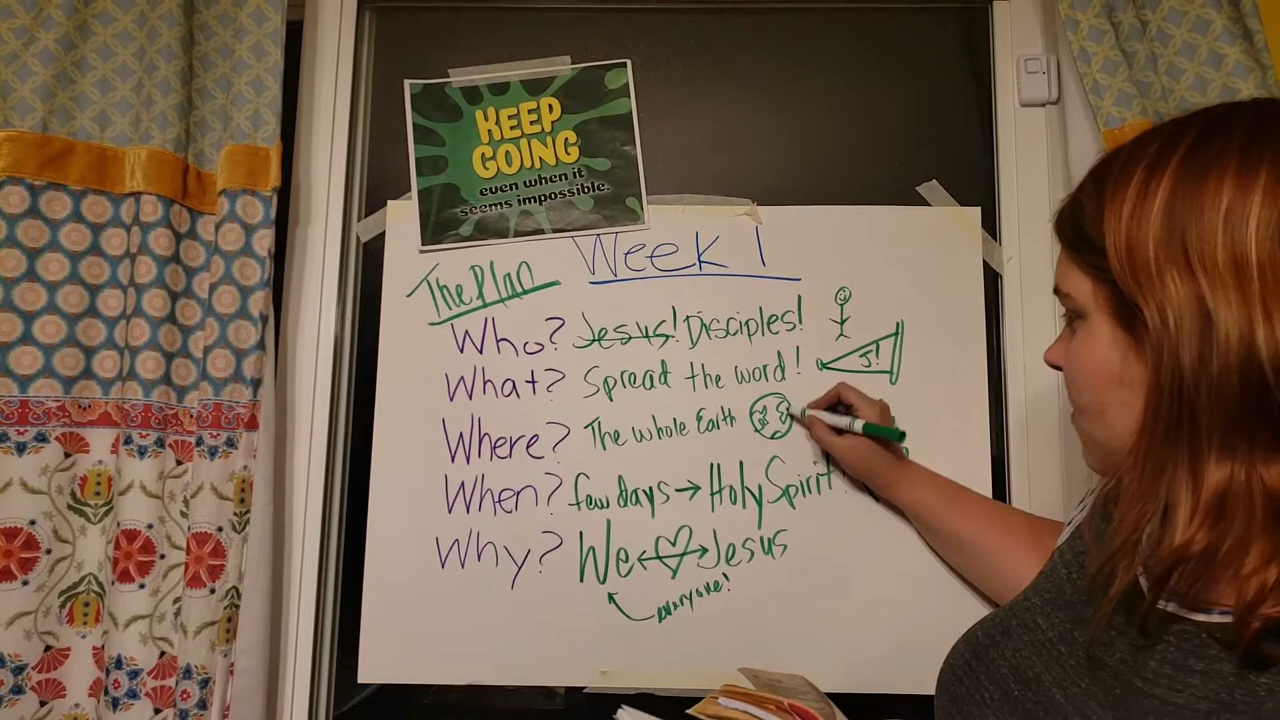 KEEP
GOING
even when it
seems impossible.
Week 1
The Plan
Who? Jesus! Disciples!
What? Spread the word! J!
Where? The whole Earth
When? few days → Holy Spirit!
Why? We ← ♡ → Jesus
everyone!